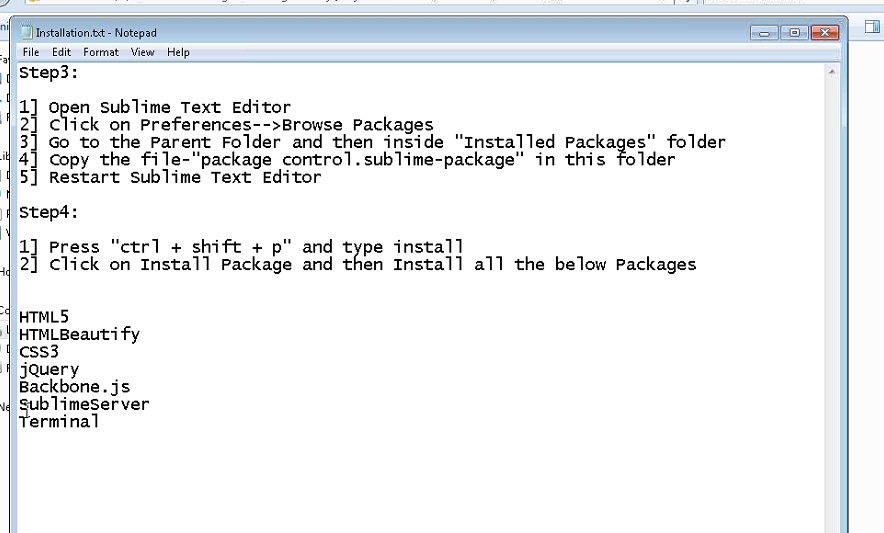 Installation.txt - Notepad
File Edit Format View Help
Step3:
1] Open Sublime Text Editor
2] Click on Preferences-->Browse Packages
3] Go to the Parent Folder and then inside "Installed Packages" folder
4] Copy the file-"package control.sublime-package" in this folder
5] Restart Sublime Text Editor
Step4:
1] Press "ctrl + shift + p" and type install
2] Click on Install Package and then Install all the below Packages
HTML5
HTMLBeautify
CSS3
jQuery
Backbone.js
SublimeServer
Terminal